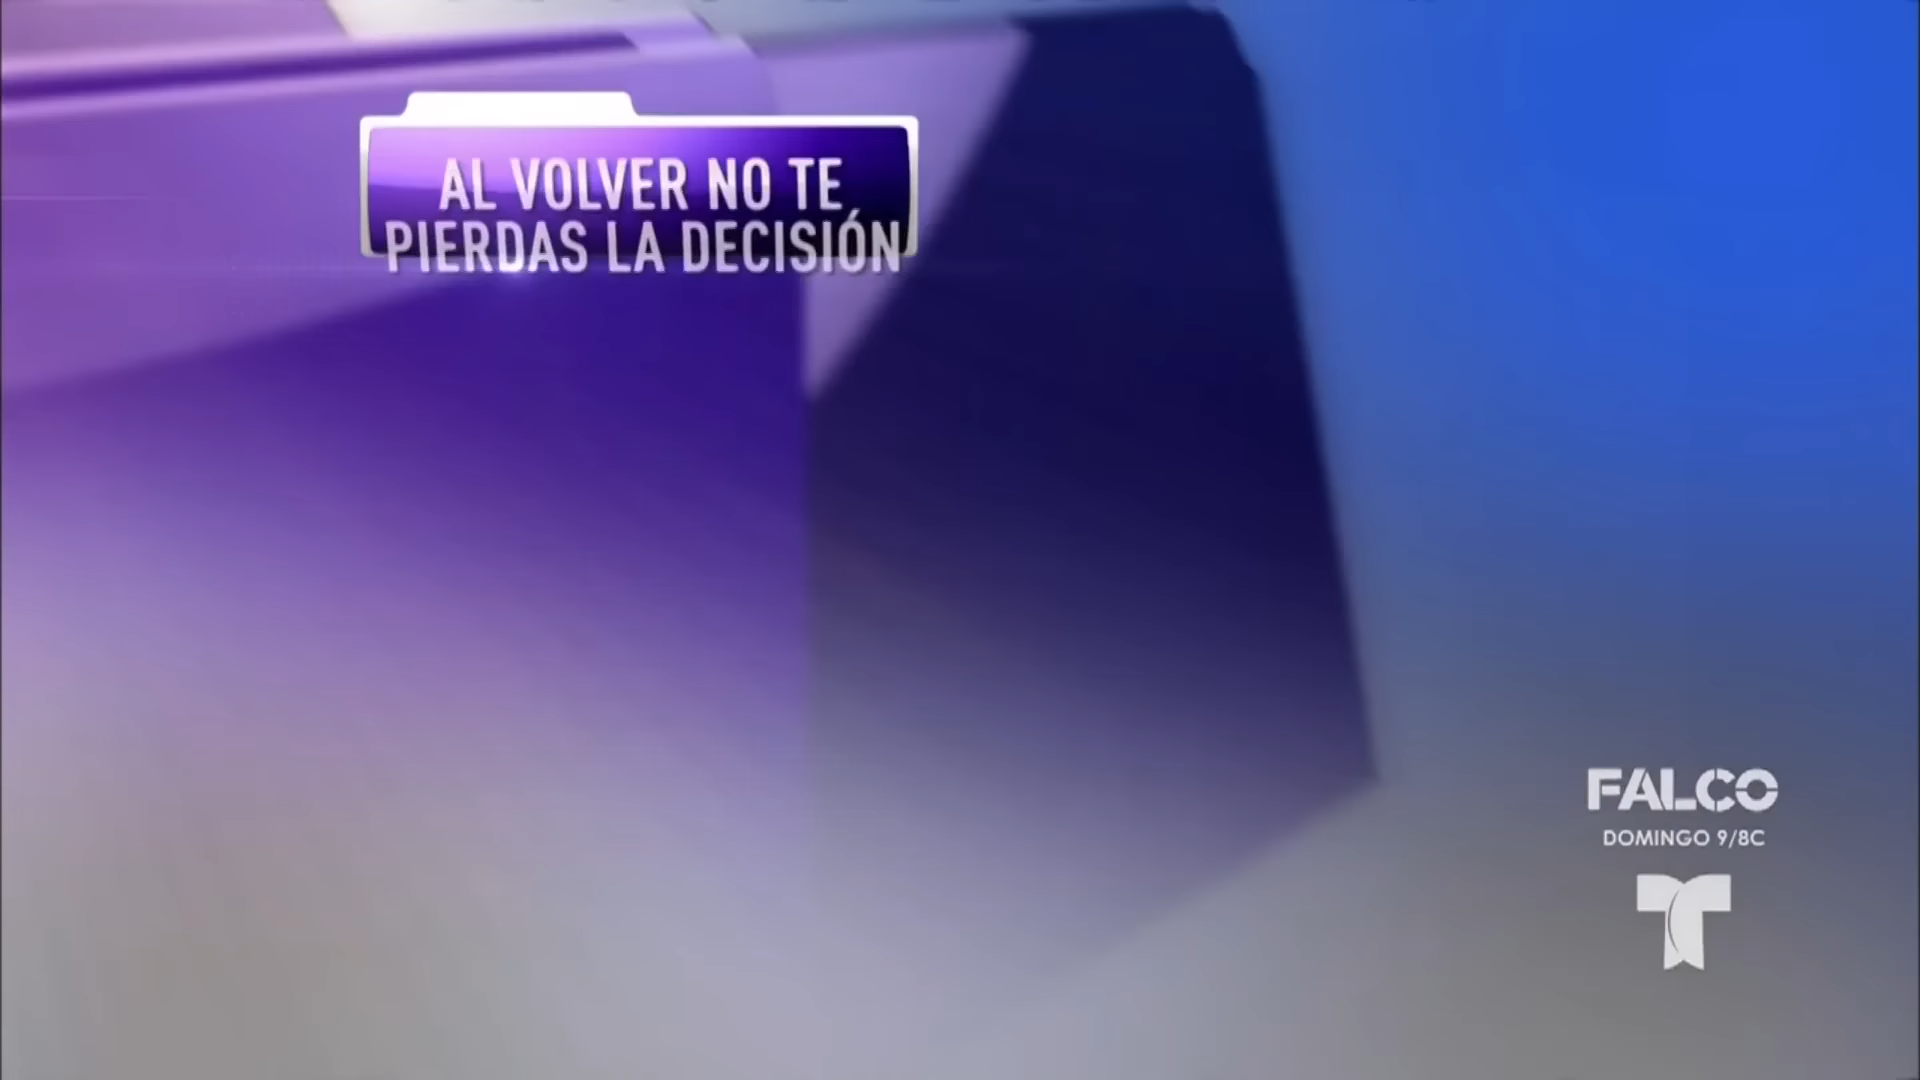 AL VOLVER NO TE
PIERDAS LA DECISIÓN
FALCO
DOMINGO 9/8C